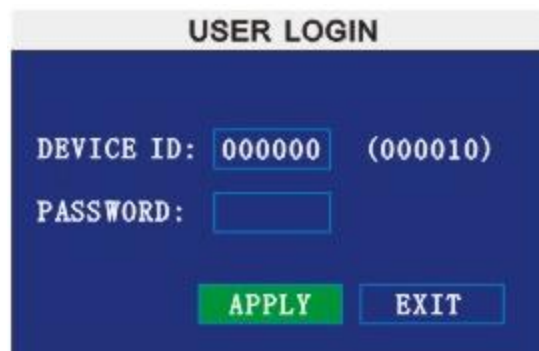 USER LOGIN
DEVICE ID: 000000 (000010)
PASSWORD:
APPLY EXIT